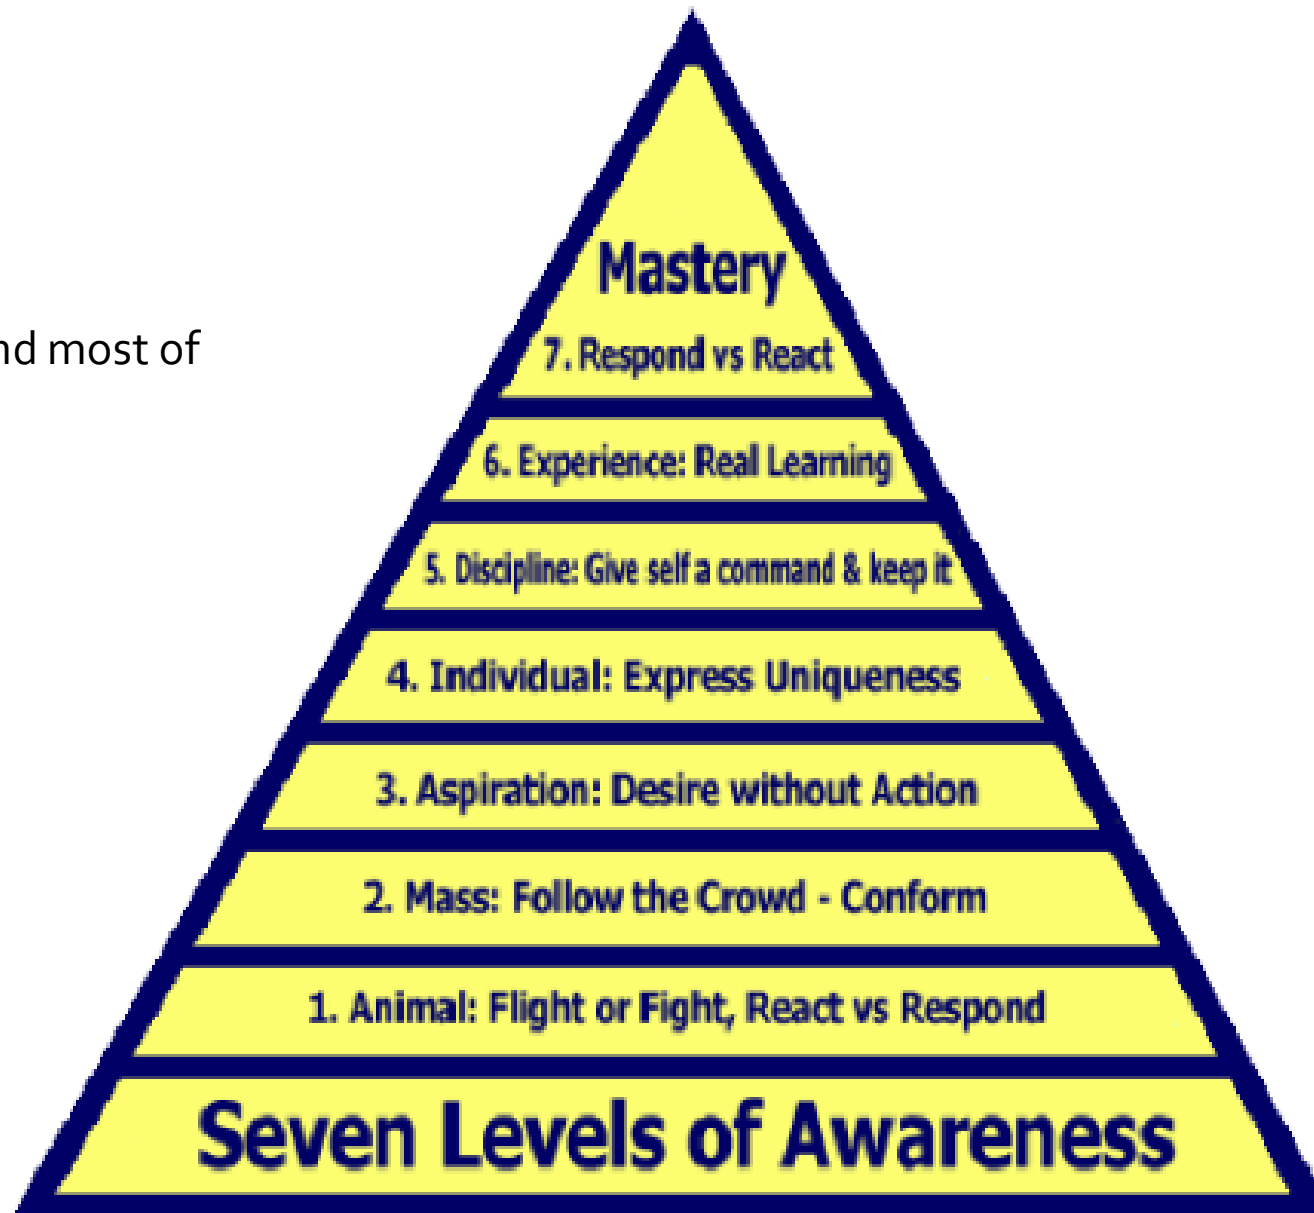 nd most of
Mastery
7. Respond vs React
6. Experience: Real Learning
5. Discipline: Give self a command & keep it
4. Individual: Express Uniqueness
3. Aspiration: Desire without Action
2. Mass: Follow the Crowd - Conform
1. Animal: Flight or Fight, React vs Respond
Seven Levels of Awareness